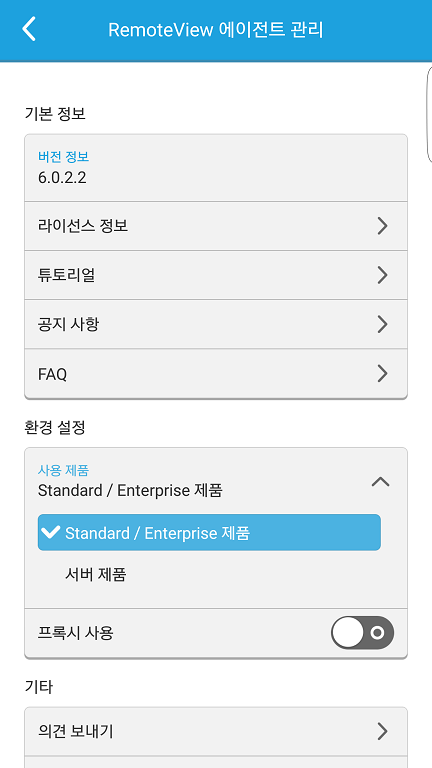 RemoteView 에이전트 관리
기본 정보
버전 정보
6.0.2.2
라이선스 정보
튜토리얼
공지 사항
FAQ
환경 설정
사용 제품
Standard / Enterprise 제품
Standard / Enterprise 제품
서버 제품
프록시 사용
기타
의견 보내기